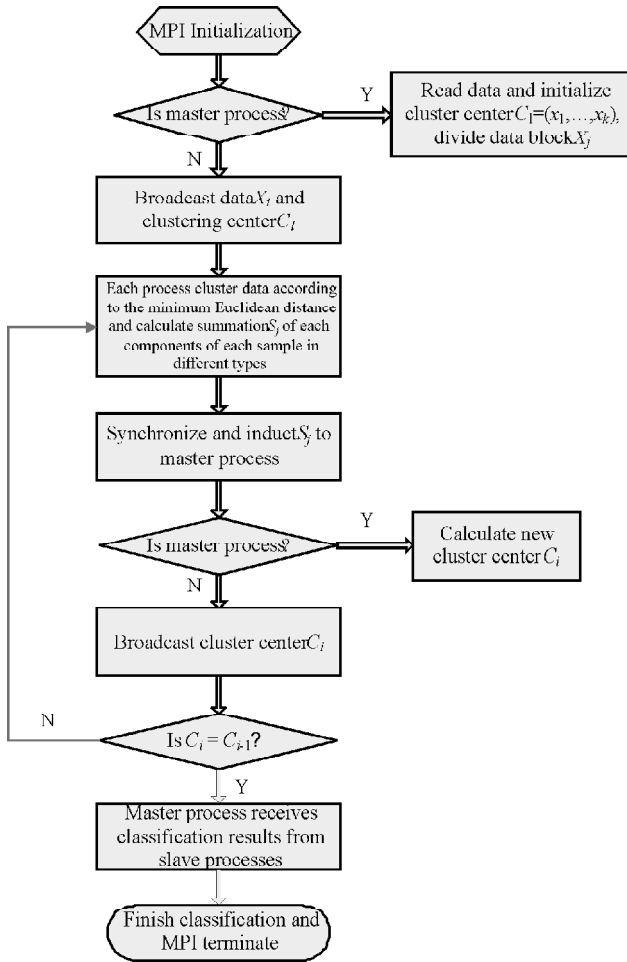 MPI Initialization
Is master process?
Y
Read data and initialize
cluster center C₁=(x₁,...,xₖ),
divide data block Xⱼ
N
Broadcast data Xᵢ and
clustering center Cᵢ
Each process cluster data according
to the minimum Euclidean distance
and calculate summation Sⱼ of each
components of each sample in
different types
Synchronize and induct Sⱼ to
master process
Is master process?
Y
Calculate new
cluster center Cᵢ
N
Broadcast cluster center Cᵢ
N
Is Cᵢ = Cᵢ₋₁?
Y
Master process receives
classification results from
slave processes
Finish classification and
MPI terminate